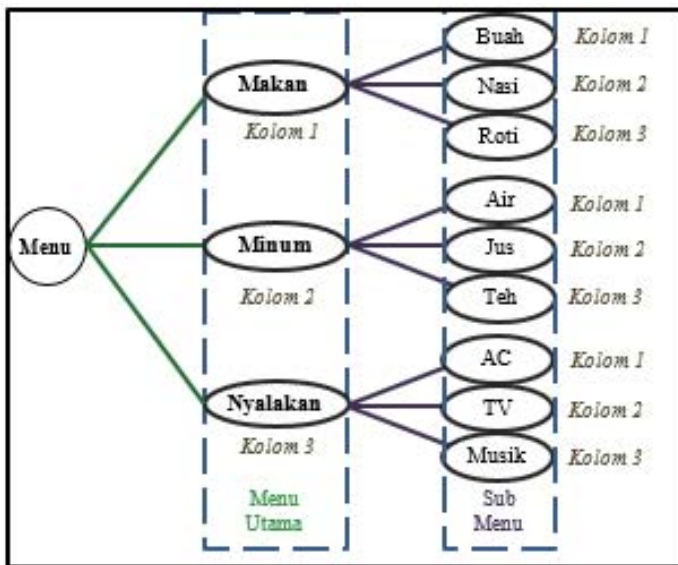 Menu
Makan
Kolom 1
Minum
Kolom 2
Nyalakan
Kolom 3
Menu
Utama
Buah Kolom 1
Nasi Kolom 2
Roti Kolom 3
Air Kolom 1
Jus Kolom 2
Teh Kolom 3
AC Kolom 1
TV Kolom 2
Musik Kolom 3
Sub
Menu